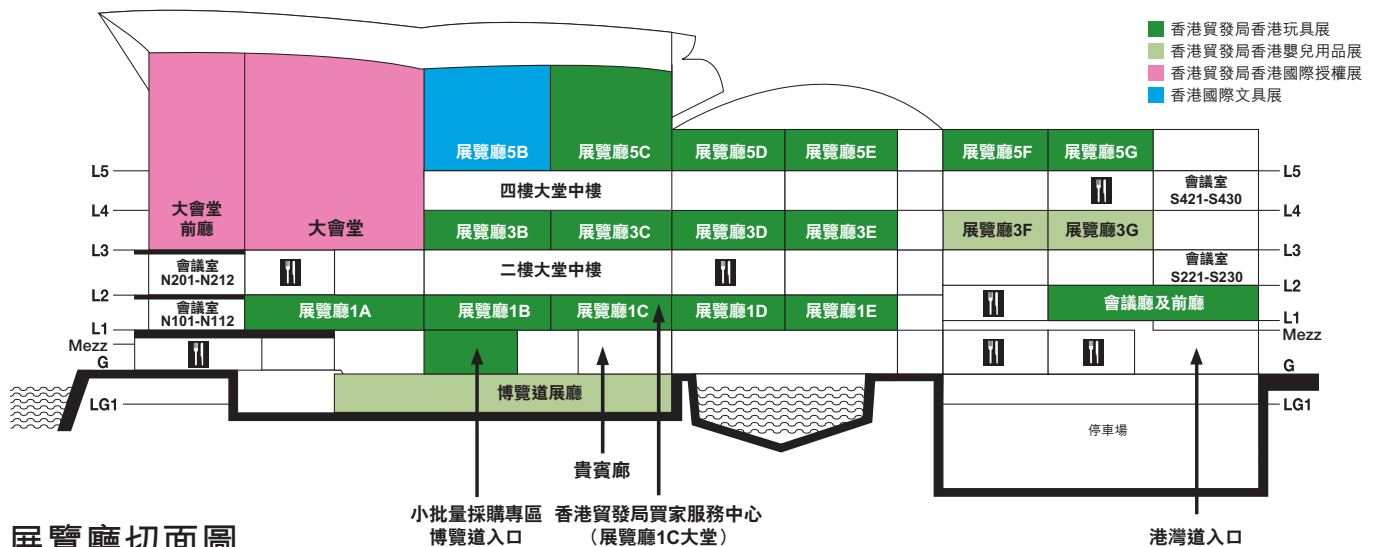 香港貿發局香港玩具展
香港貿發局香港嬰兒用品展
香港貿發局香港國際授權展
香港國際文具展
展覽廳5B
展覽廳5C
展覽廳5D
展覽廳5E
展覽廳5F
展覽廳5G
L5
L5
四樓大堂中樓
會議室
S421-S430
L4
L4
大會堂
前廳
大會堂
展覽廳3B
展覽廳3C
展覽廳3D
展覽廳3E
展覽廳3F
展覽廳3G
L3
L3
會議室
N201-N212
二樓大堂中樓
會議室
S221-S230
L2
L2
會議室
N101-N112
展覽廳1A
展覽廳1B
展覽廳1C
展覽廳1D
展覽廳1E
會議廳及前廳
L1
L1
Mezz
Mezz
G
G
博覽道展廳
LG1
LG1
停車場
貴賓廊
小批量採購專區
博覽道入口
香港貿發局買家服務中心
（展覽廳1C大堂）
港灣道入口
展覽廳切面圖